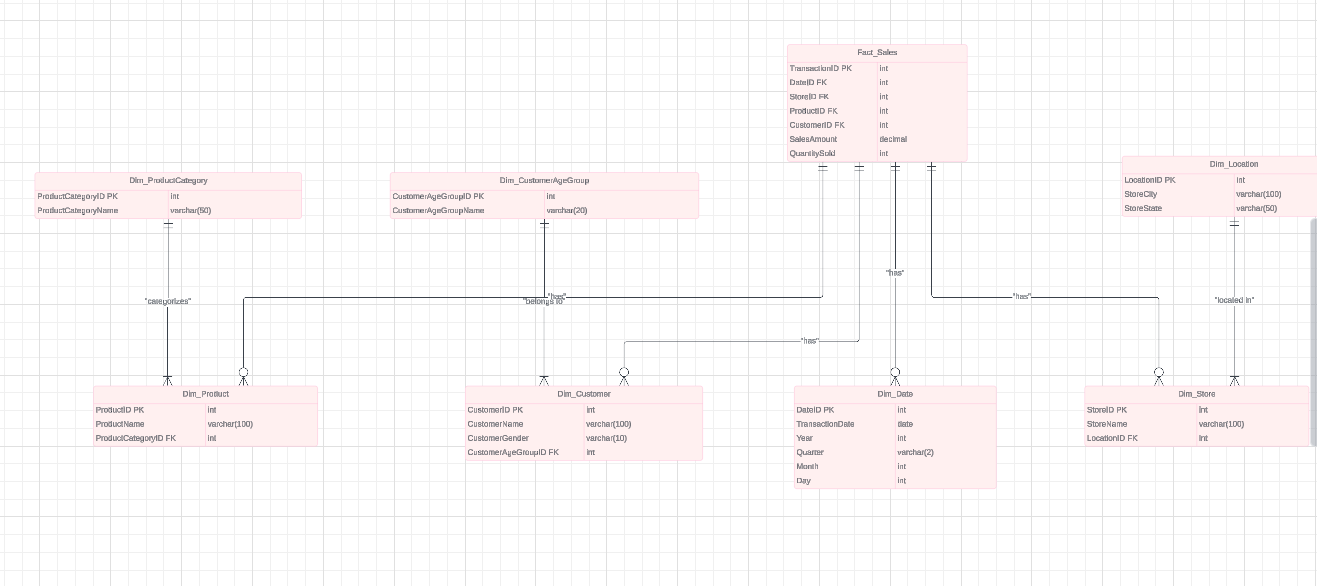 Fact_Sales
TransactionID PK int
DateID FK int
StoreID FK int
ProductID FK int
CustomerID FK int
SalesAmount decimal
QuantitySold int
Dim_Location
LocationID PK int
StoreCity varchar(100)
StoreState varchar(50)
Dim_ProductCategory
ProductCategoryID PK int
ProductCategoryName varchar(50)
Dim_CustomerAgeGroup
CustomerAgeGroupID PK int
CustomerAgeGroupName varchar(20)
"has"
"categorizes"
"has"
"belongs to"
"has"
"located in"
"has"
Dim_Product
ProductID PK int
ProductName varchar(100)
ProductCategoryID FK int
Dim_Customer
CustomerID PK int
CustomerName varchar(100)
CustomerGender varchar(10)
CustomerAgeGroupID FK int
Dim_Date
DateID PK int
TransactionDate date
Year int
Quarter varchar(2)
Month int
Day int
Dim_Store
StoreID PK int
StoreName varchar(100)
LocationID FK int